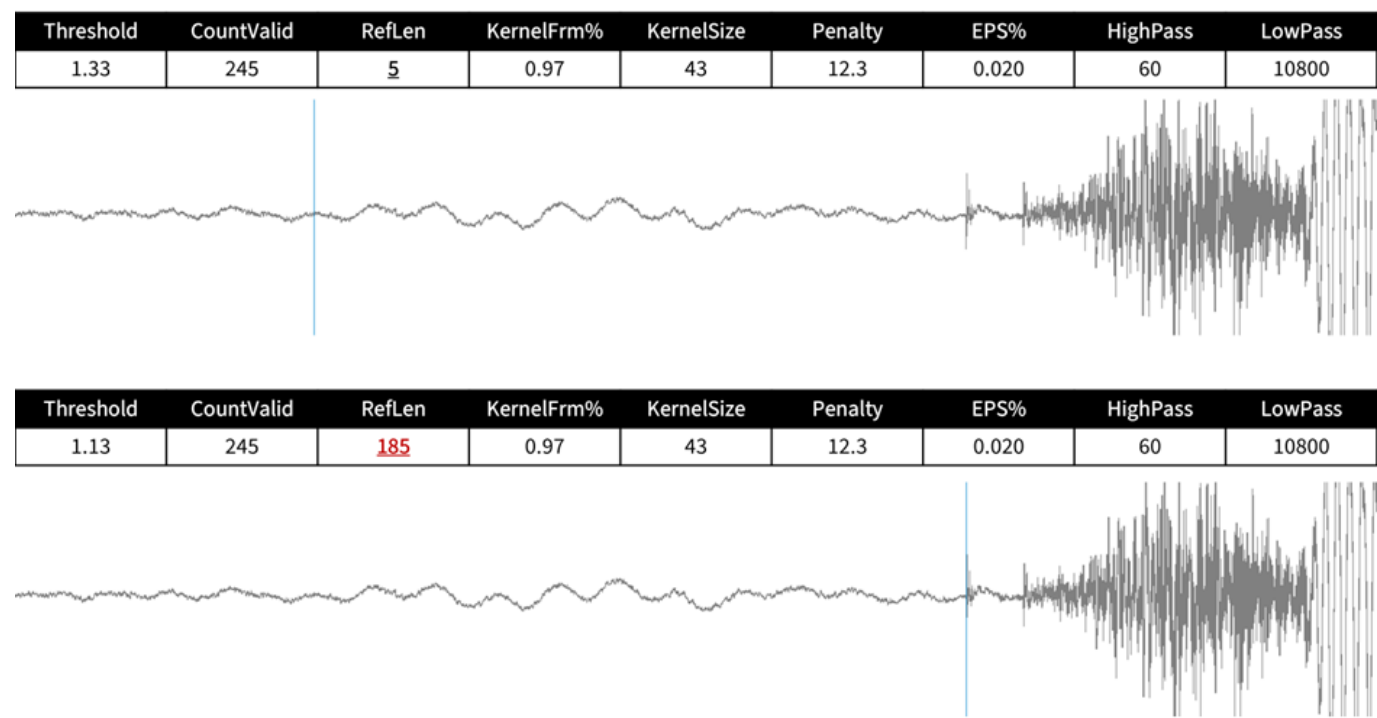 Threshold CountValid RefLen KernelFrm% KernelSize Penalty EPS% HighPass LowPass
1.33 245 5 0.97 43 12.3 0.020 60 10800
Threshold CountValid RefLen KernelFrm% KernelSize Penalty EPS% HighPass LowPass
1.13 245 185 0.97 43 12.3 0.020 60 10800